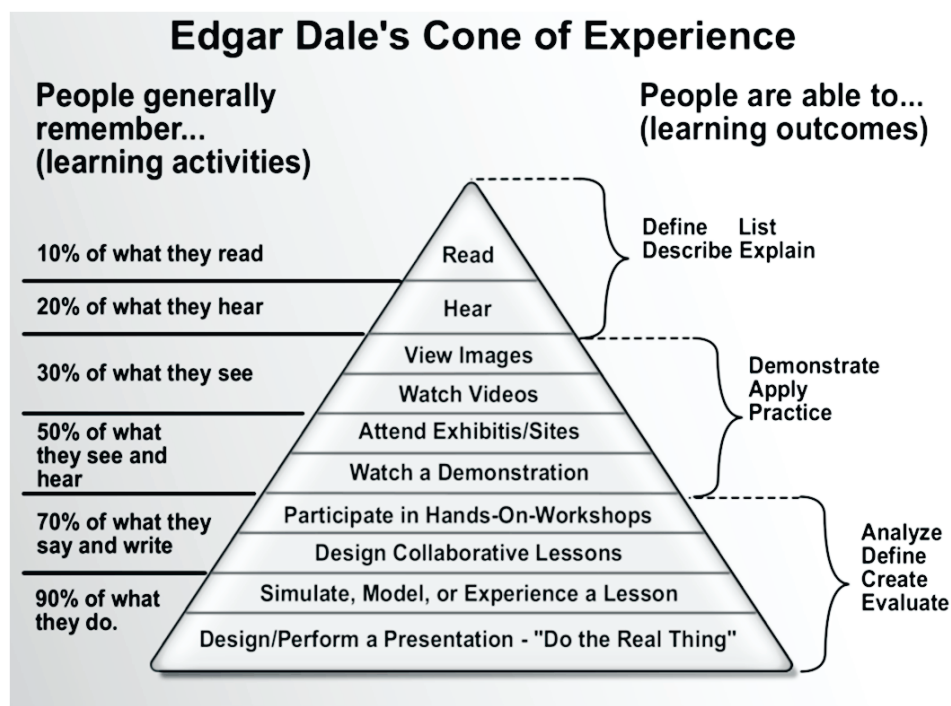 Edgar Dale's Cone of Experience
People generally
remember...
(learning activities)
People are able to...
(learning outcomes)
10% of what they read
20% of what they hear
30% of what they see
50% of what
they see and
hear
70% of what they
say and write
90% of what
they do.
Read
Hear
View Images
Watch Videos
Attend Exhibitis/Sites
Watch a Demonstration
Participate in Hands-On-Workshops
Design Collaborative Lessons
Simulate, Model, or Experience a Lesson
Design/Perform a Presentation - "Do the Real Thing"
Define List
Describe Explain
Demonstrate
Apply
Practice
Analyze
Define
Create
Evaluate